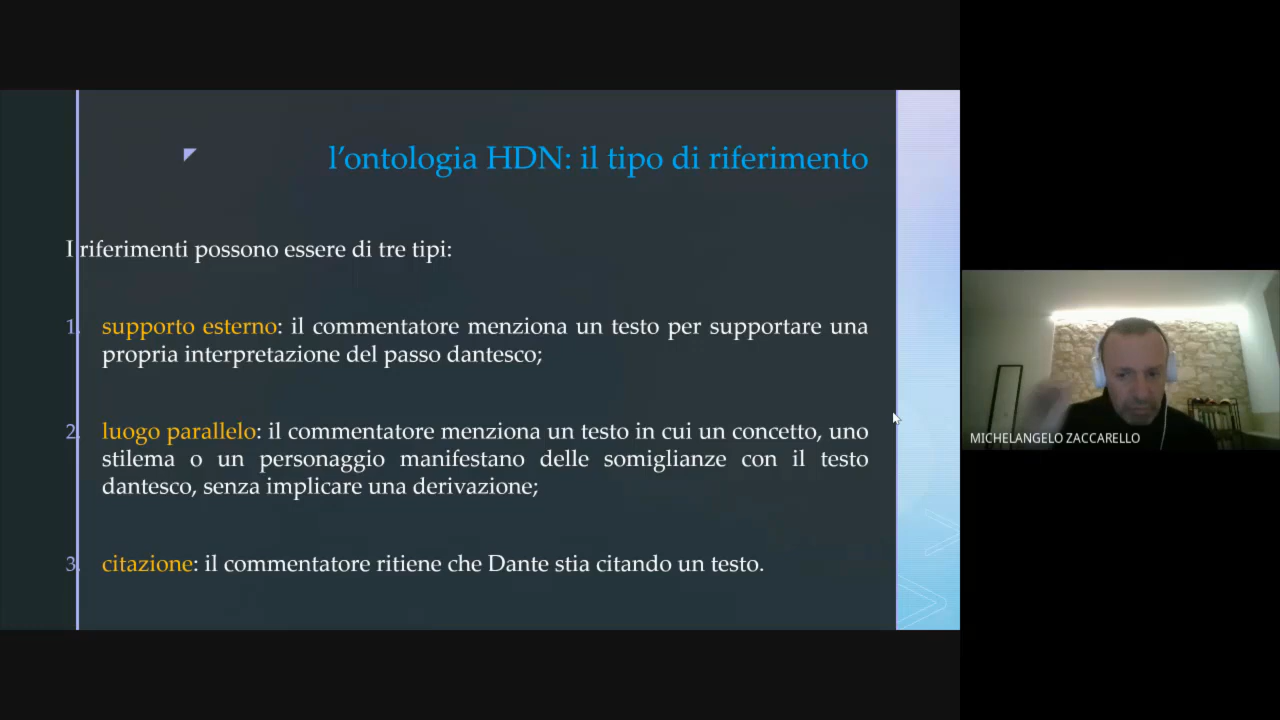 l’ontologia HDN: il tipo di riferimento
I riferimenti possono essere di tre tipi:
1. supporto esterno: il commentatore menziona un testo per supportare una
propria interpretazione del passo dantesco;
2. luogo parallelo: il commentatore menziona un testo in cui un concetto, uno
stilema o un personaggio manifestano delle somiglianze con il testo
dantesco, senza implicare una derivazione;
3. citazione: il commentatore ritiene che Dante stia citando un testo.
MICHELANGELO ZACCARELLO